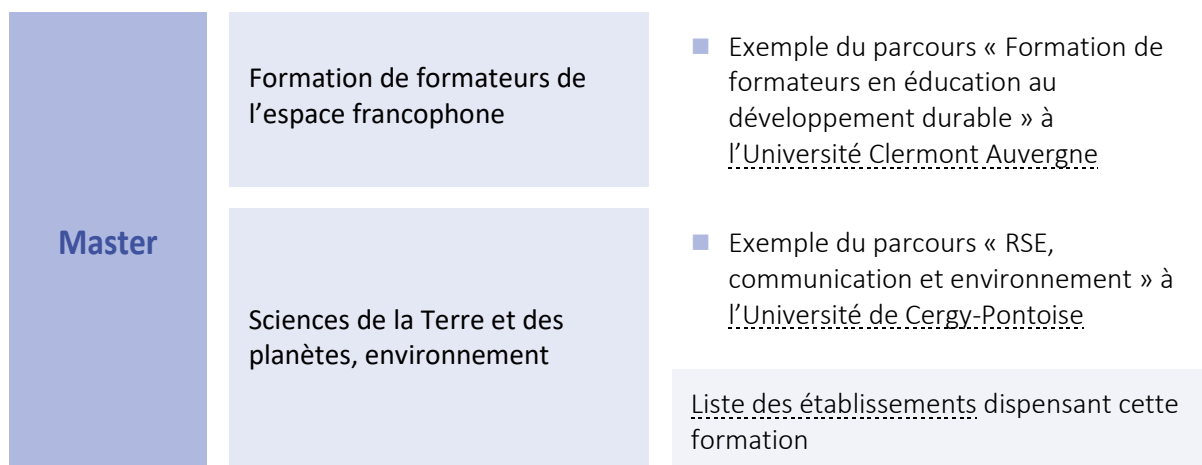 Master
Formation de formateurs de
l’espace francophone
Exemple du parcours « Formation de
formateurs en éducation au
développement durable » à
l’Université Clermont Auvergne
Sciences de la Terre et des
planètes, environnement
Exemple du parcours « RSE,
communication et environnement » à
l’Université de Cergy-Pontoise
Liste des établissements dispensant cette
formation